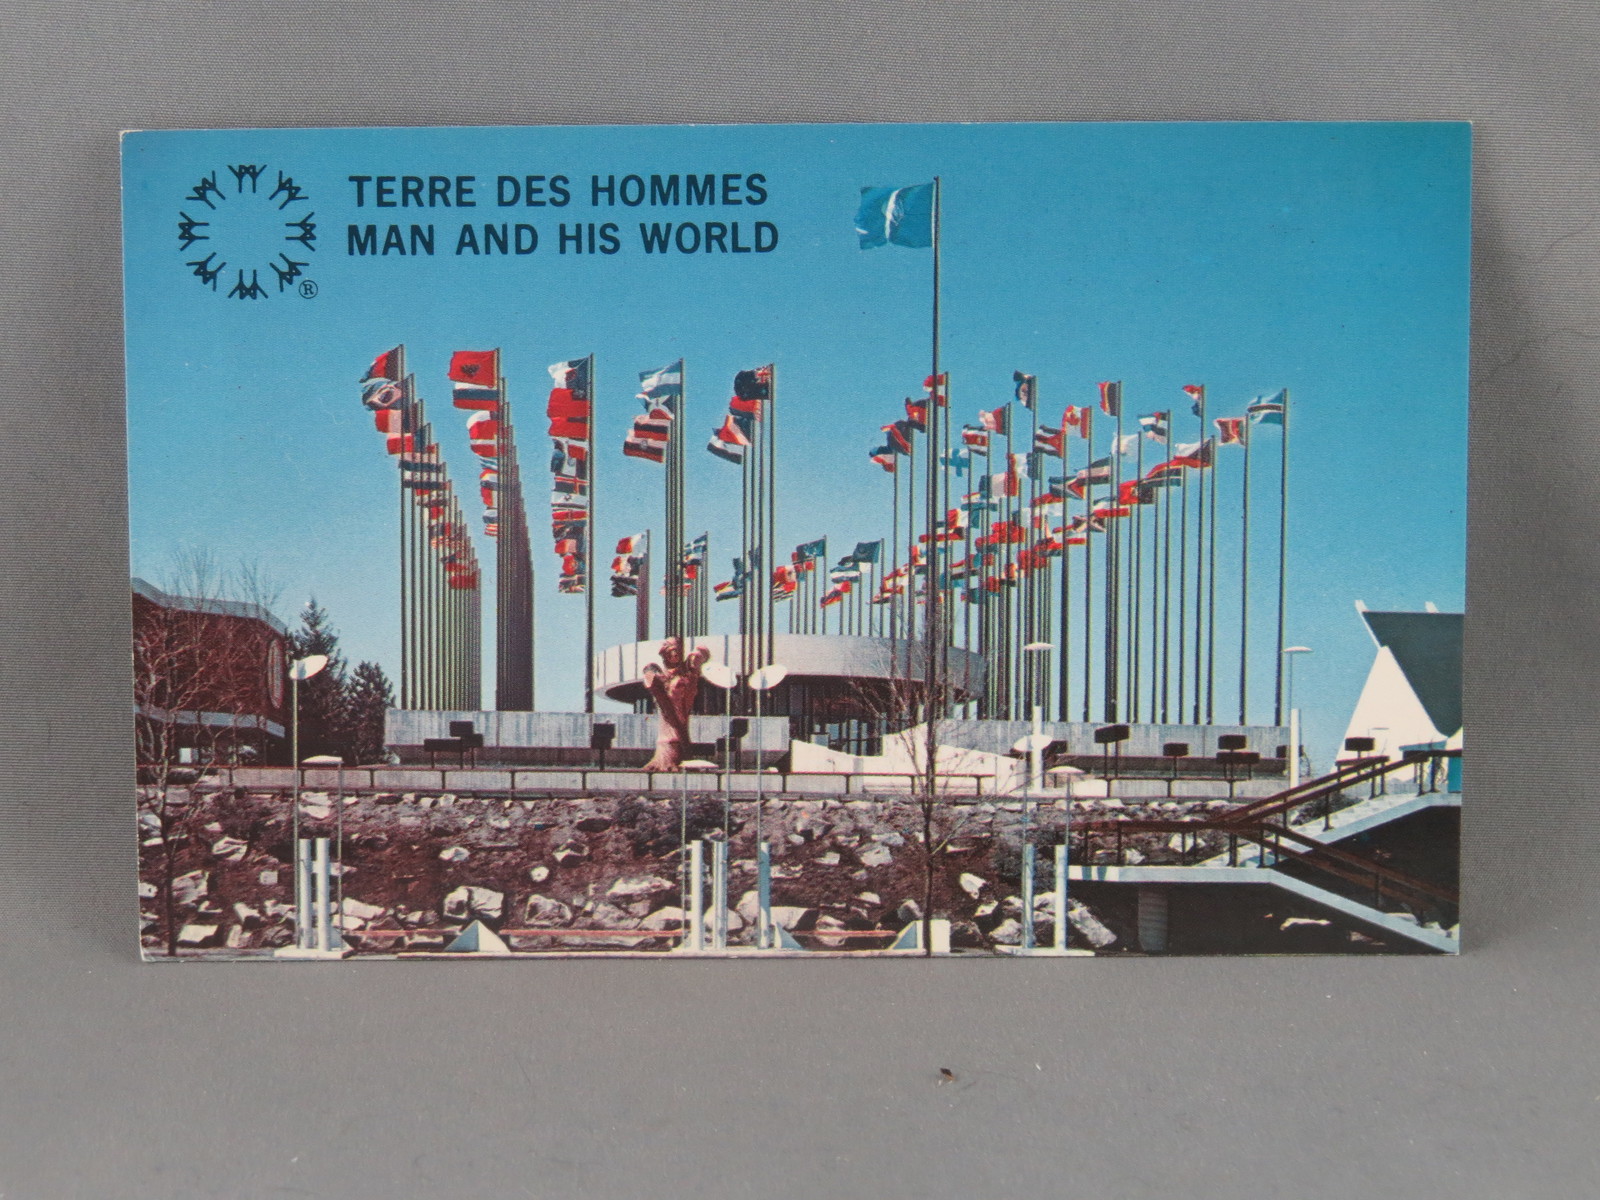 TERRE DES HOMMES
MAN AND HIS WORLD
®